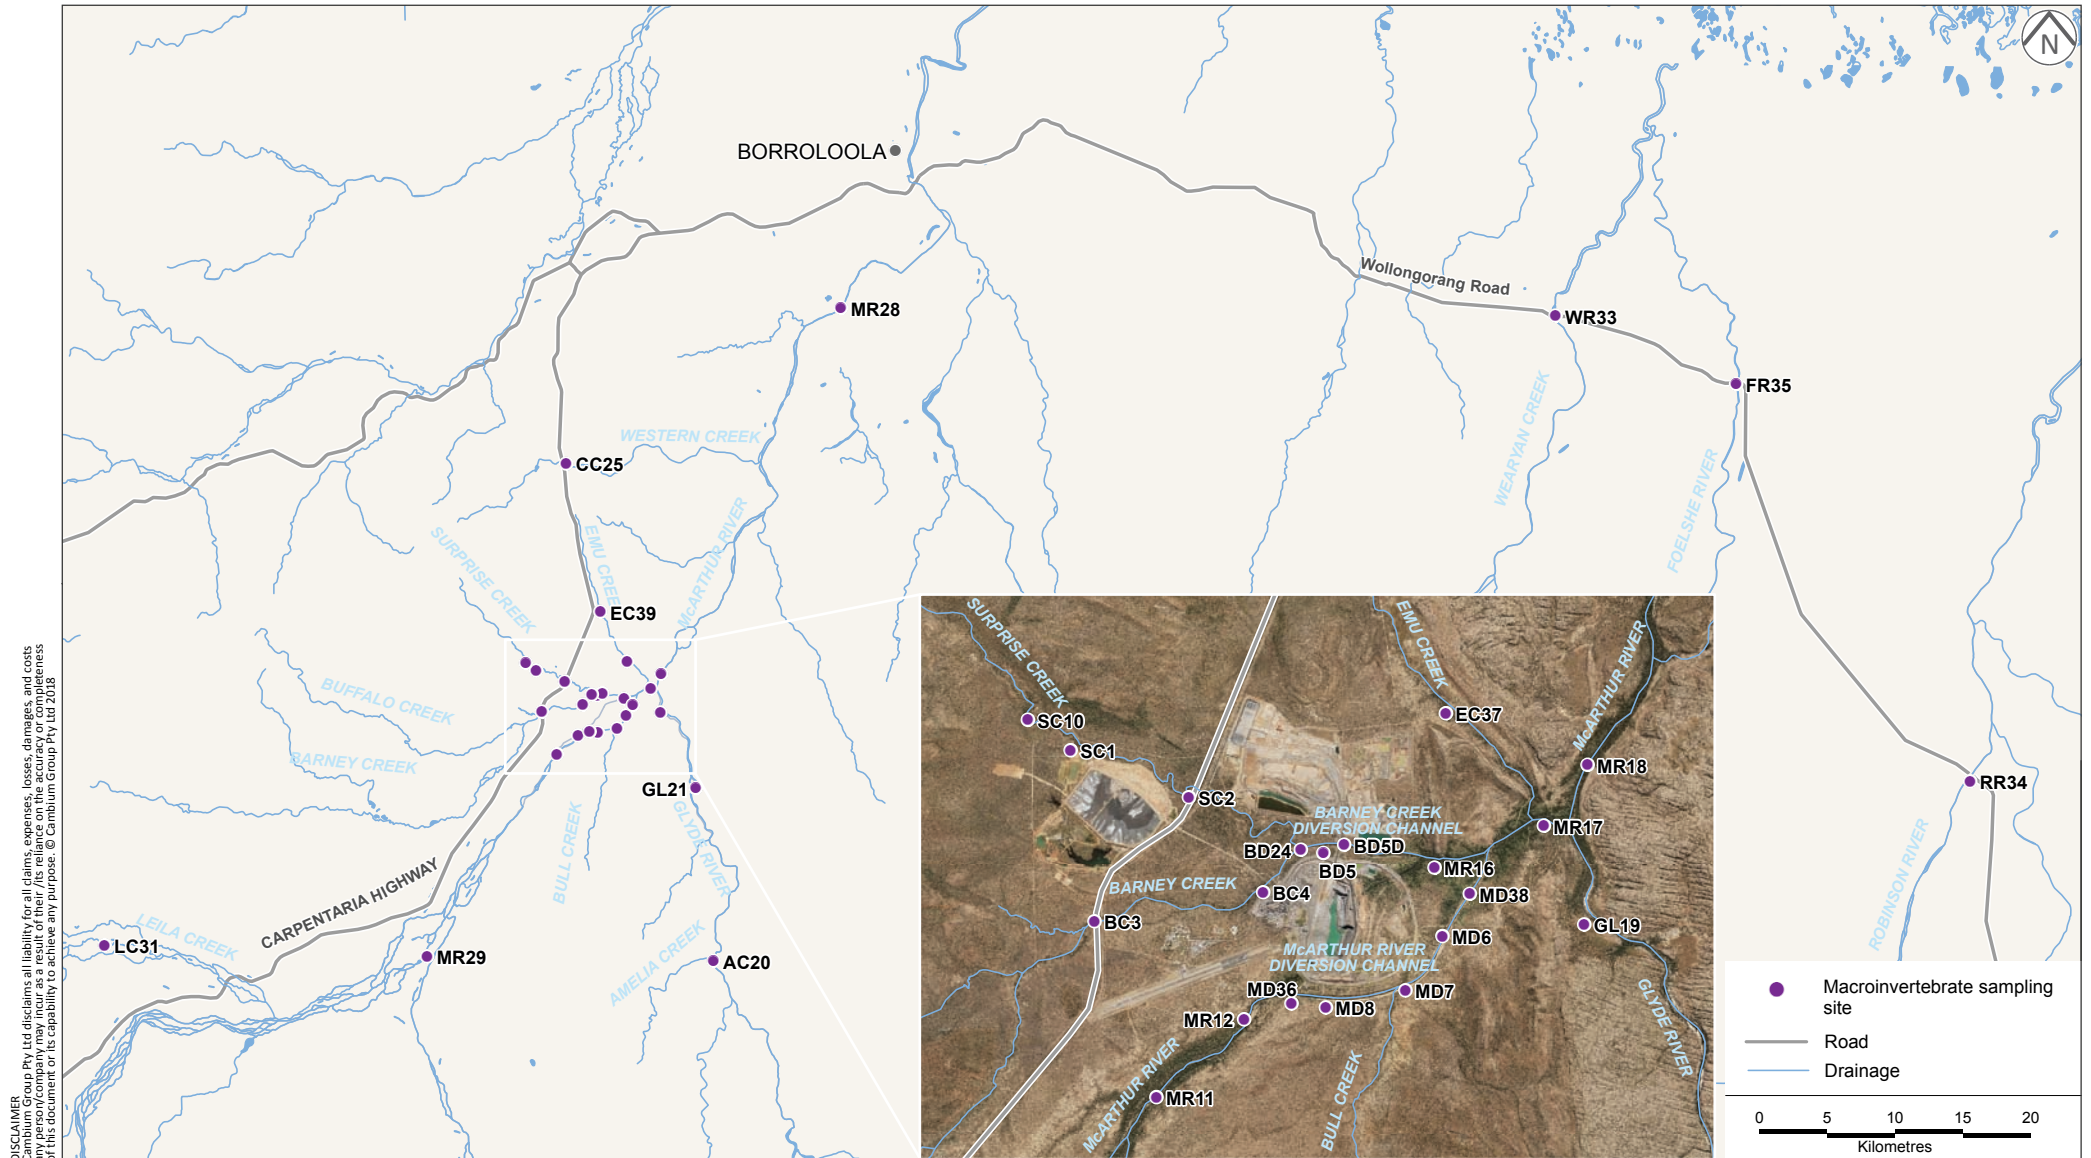 N
BORROLOOLA
MR28
Wollongorang Road
WR33
FR35
WESTERN CREEK
CC25
WEARYAN CREEK
FOELSHE RIVER
SURPRISE CREEK
EMU CREEK
McARTHUR RIVER
EC39
BUFFALO CREEK
BARNEY CREEK
GL21
GLYDE RIVER
BULL CREEK
CARPENTARIA HIGHWAY
LEILA CREEK
LC31
MR29
AMELIA CREEK
AC20
RR34
ROBINSON RIVER
SURPRISE CREEK
EMU CREEK
McARTHUR RIVER
SC10
EC37
SC1
MR18
SC2
BARNEY CREEK
DIVERSION CHANNEL
MR17
BD24
BD5D
BD5
MR16
BARNEY CREEK
BC4
MD38
BC3
GL19
MD6
McARTHUR RIVER
DIVERSION CHANNEL
MD36
MD7
MD8
MR12
GLYDE RIVER
McARTHUR RIVER
MR11
BULL CREEK
Macroinvertebrate sampling
site
Road
Drainage
0 5 10 15 20
Kilometres
DISCLAIMER
Cambium Group Pty Ltd disclaims all liability for all claims, expenses, losses, damages, and costs
any person/company may incur as a result of their /its reliance on the accuracy or completeness
of this document or its capability to achieve any purpose. © Cambium Group Pty Ltd 2018